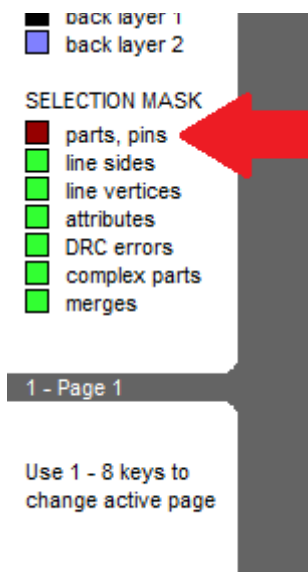 back layer 1
back layer 2
SELECTION MASK
parts, pins
line sides
line vertices
attributes
DRC errors
complex parts
merges
1 - Page 1
Use 1 - 8 keys to
change active page